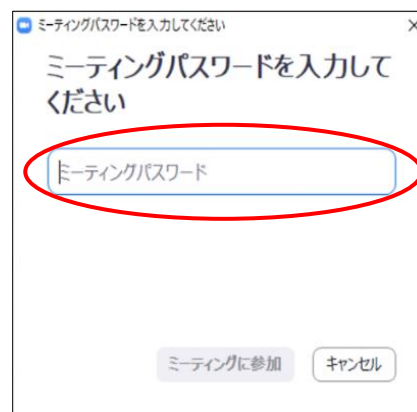 ミーティングパスワードを入力してください
ミーティングパスワードを入力して
ください
ミーティングパスワード
ミーティングに参加
キャンセル